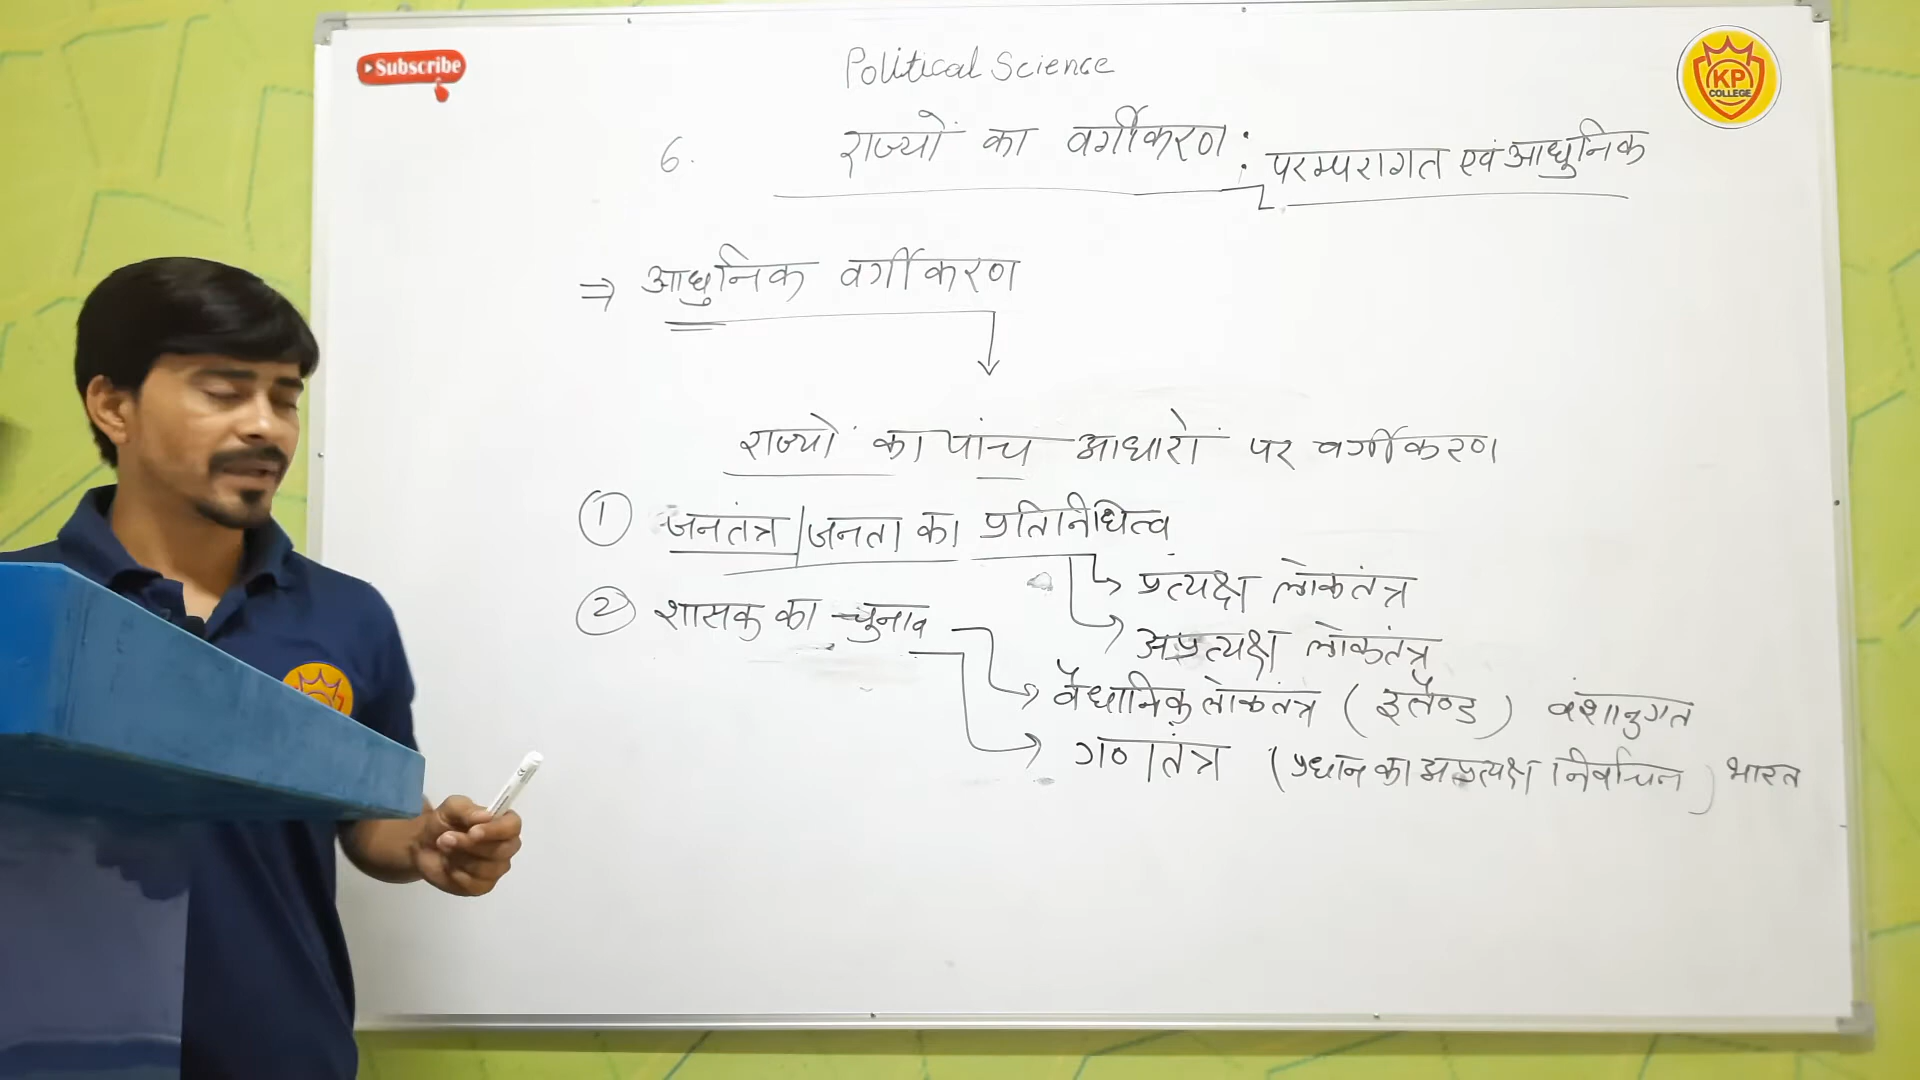 Subscribe
Political Science
KP
COLLEGE
6. राज्यों का वर्गीकरण : परम्परागत एवं आधुनिक
⇒ आधुनिक वर्गीकरण
राज्यों का पांच आधारों पर वर्गीकरण
① जनतंत्र/जनता का प्रतिनिधित्व
प्रत्यक्ष लोकतंत्र
अप्रत्यक्ष लोकतंत्र
② शासक का चुनाव
वैधानिक लोकतंत्र (इंलैण्ड) वंशानुगत
गणतंत्र (प्रधान का अप्रत्यक्ष निर्वाचन) भारत